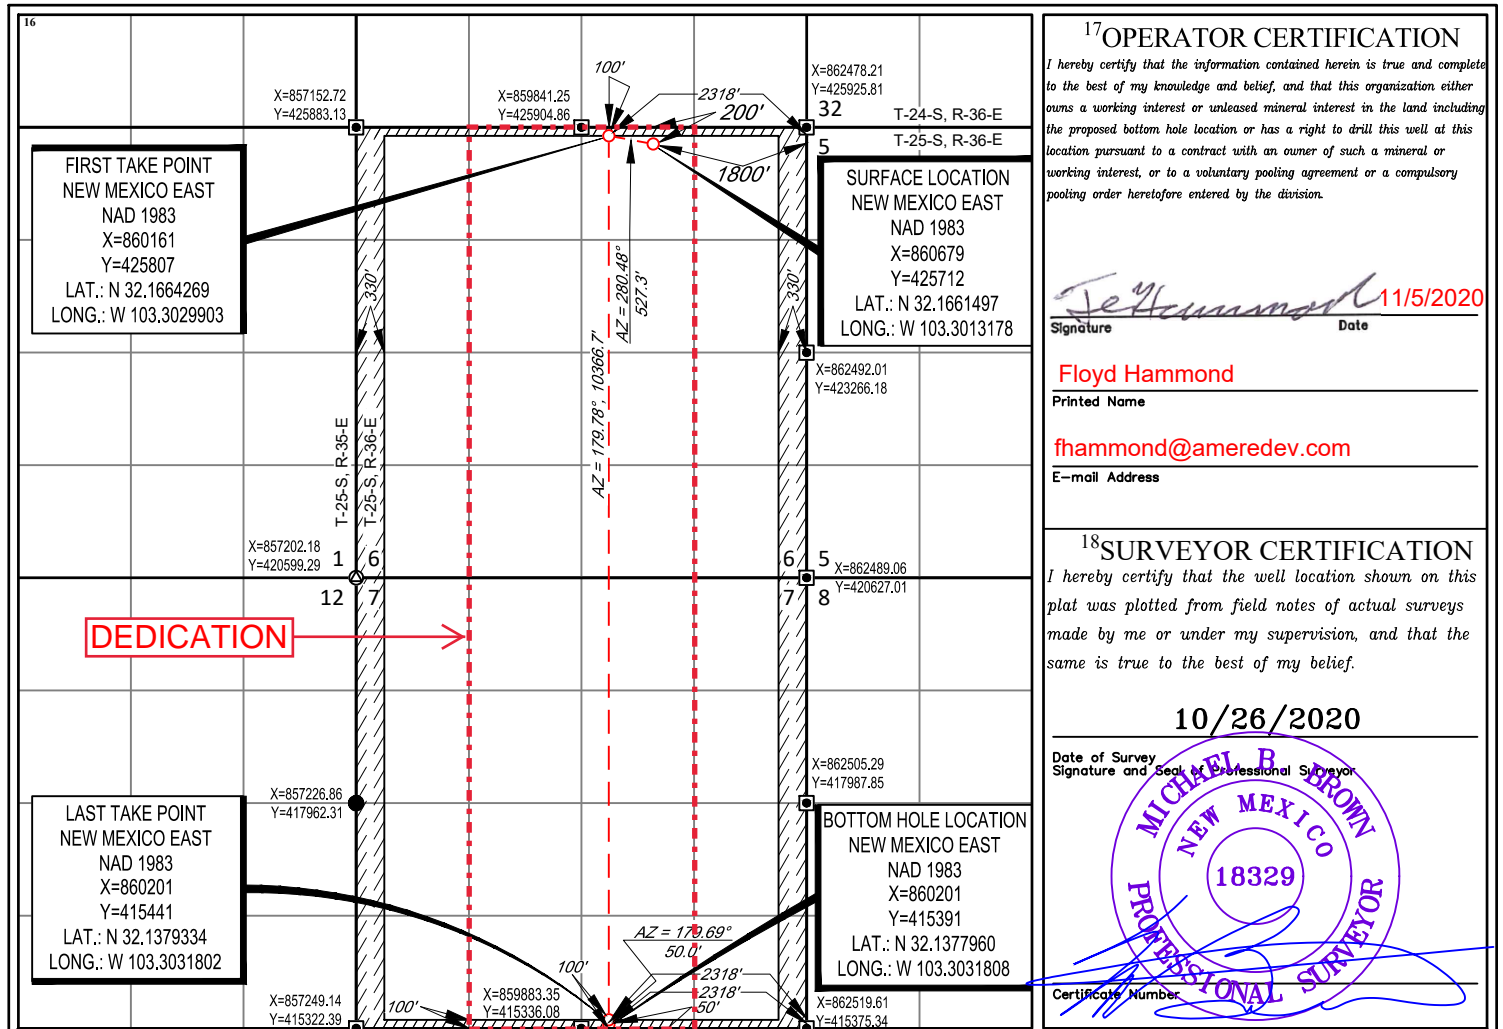 16
X=857152.72
Y=425883.13
X=859841.25
Y=425904.86
100'
2318'
200'
X=862478.21
Y=425925.81
32
T-24-S, R-36-E
T-25-S, R-36-E
5
1800'
FIRST TAKE POINT
NEW MEXICO EAST
NAD 1983
X=860161
Y=425807
LAT.: N 32.1664269
LONG.: W 103.3029903
SURFACE LOCATION
NEW MEXICO EAST
NAD 1983
X=860679
Y=425712
LAT.: N 32.1661497
LONG.: W 103.3013178
330'
AZ = 280.48°
527.3'
330'
AZ = 179.78°, 10366.7'
X=862492.01
Y=423266.18
T-25-S, R-35-E
T-25-S, R-36-E
X=857202.18
Y=420599.29
1
6
12
7
6
5
7
8
X=862489.06
Y=420627.01
DEDICATION
X=862505.29
Y=417987.85
X=857226.86
Y=417962.31
LAST TAKE POINT
NEW MEXICO EAST
NAD 1983
X=860201
Y=415441
LAT.: N 32.1379334
LONG.: W 103.3031802
BOTTOM HOLE LOCATION
NEW MEXICO EAST
NAD 1983
X=860201
Y=415391
LAT.: N 32.1377960
LONG.: W 103.3031808
AZ = 179.69°
50.0'
100'
2318'
2318'
50'
100'
X=857249.14
Y=415322.39
X=859883.35
Y=415336.08
X=862519.61
Y=415375.34
17OPERATOR CERTIFICATION
I hereby certify that the information contained herein is true and complete
to the best of my knowledge and belief, and that this organization either
owns a working interest or unleased mineral interest in the land including
the proposed bottom hole location or has a right to drill this well at this
location pursuant to a contract with an owner of such a mineral or
working interest, or to a voluntary pooling agreement or a compulsory
pooling order heretofore entered by the division.
11/5/2020
Signature Date
Floyd Hammond
Printed Name
fhammond@ameredev.com
E-mail Address
18SURVEYOR CERTIFICATION
I hereby certify that the well location shown on this
plat was plotted from field notes of actual surveys
made by me or under my supervision, and that the
same is true to the best of my belief.
10/26/2020
Date of Survey
Signature and Seal of Professional Surveyor
MICHAEL B. BROWN
NEW MEXICO
18329
PROFESSIONAL SURVEYOR
Certificate Number